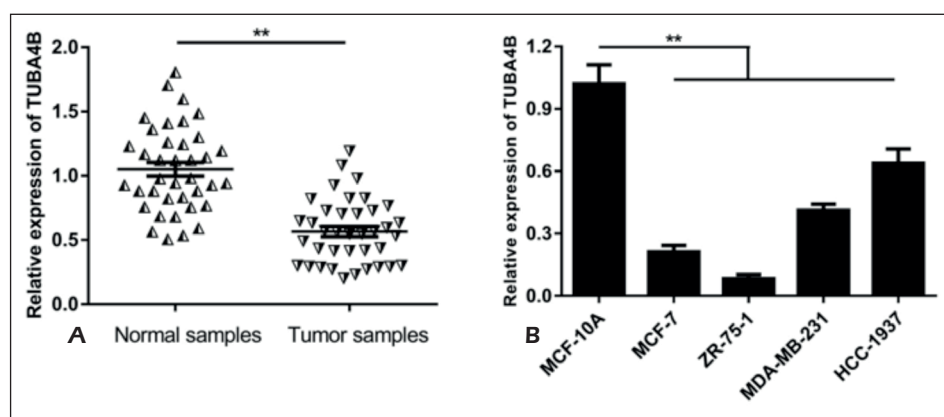 **
Relative expression of TUBA4B
2.0
1.5
1.0
0.5
0.0
Normal samples
Tumor samples
A
**
Relative expression of TUBA4B
1.2
0.9
0.6
0.3
0.0
MCF-10A
MCF-7
ZR-75-1
MDA-MB-231
HCC-1937
B